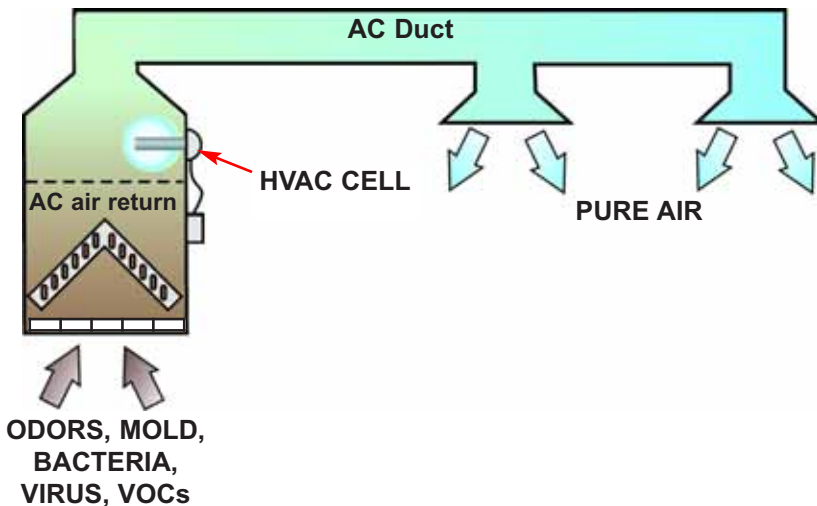 AC Duct
HVAC CELL
AC air return
PURE AIR
ODORS, MOLD,
BACTERIA,
VIRUS, VOCs